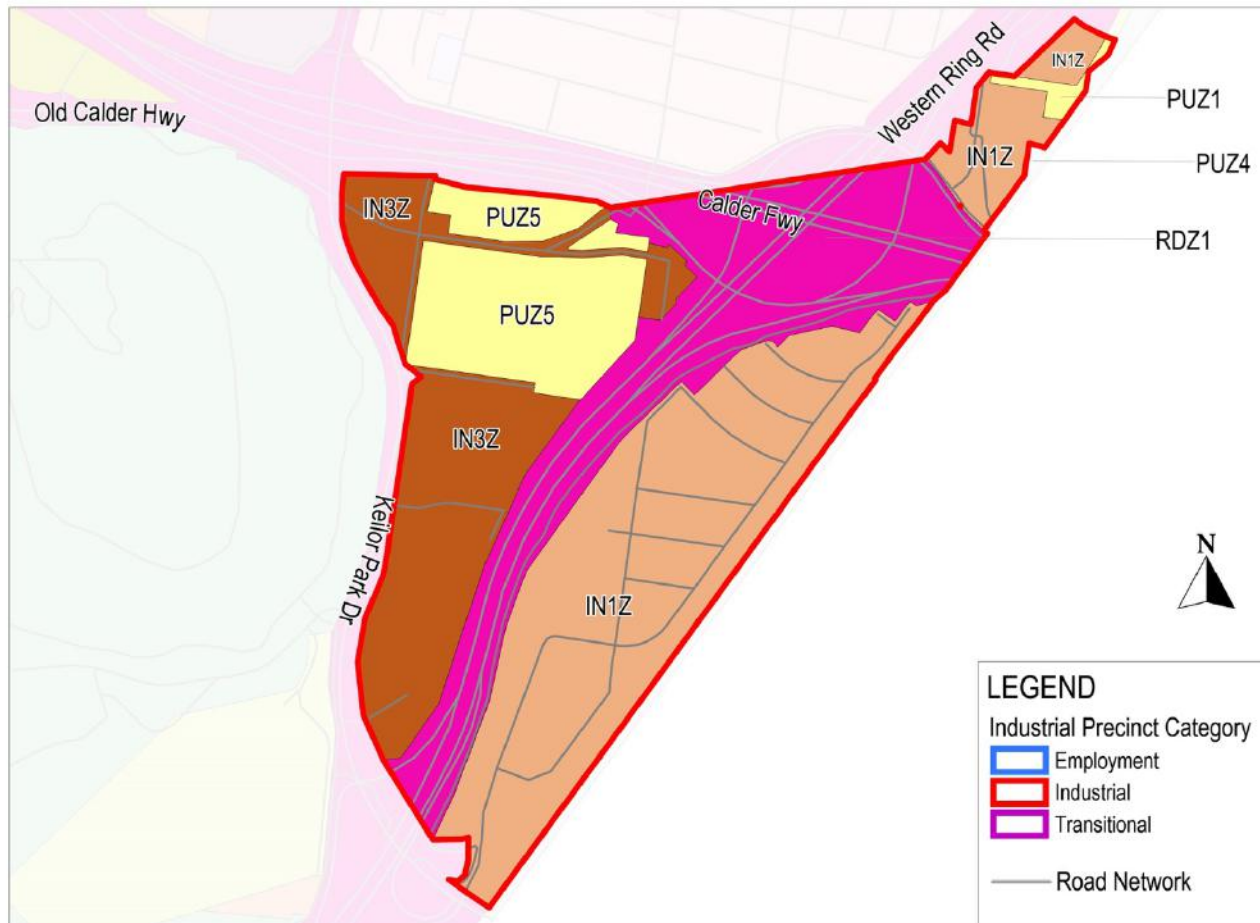 Western Ring Rd
IN1Z
PUZ1
Old Calder Hwy
IN1Z
PUZ4
IN3Z
PUZ5
Calder Fwy
RDZ1
PUZ5
IN3Z
Keilor Park Dr
N
IN1Z
LEGEND
Industrial Precinct Category
Employment
Industrial
Transitional
Road Network